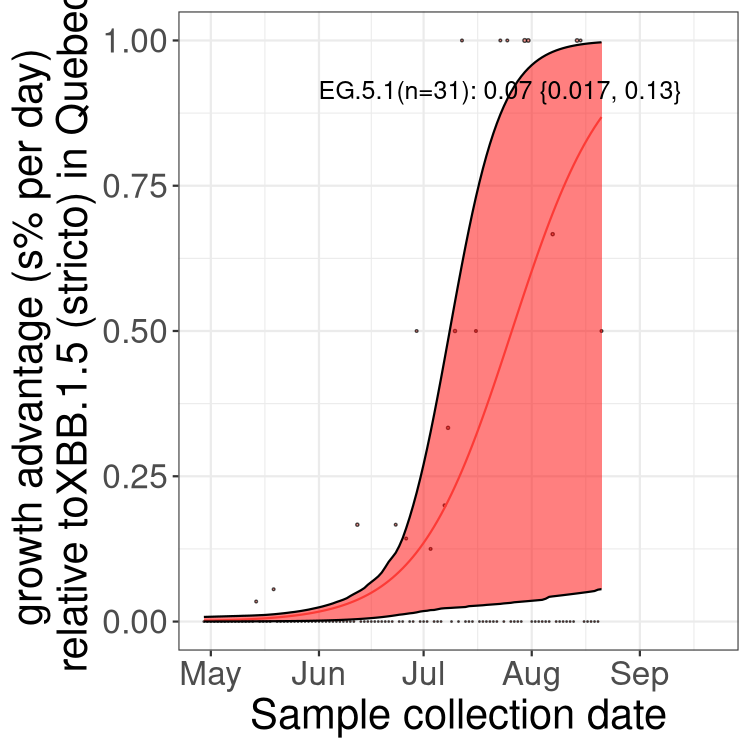 growth advantage (s% per day)
relative toXBB.1.5 (stricto) in Quebec
1.00
0.75
0.50
0.25
0.00
EG.5.1(n=31): 0.07 {0.017, 0.13}
May Jun Jul Aug Sep
Sample collection date